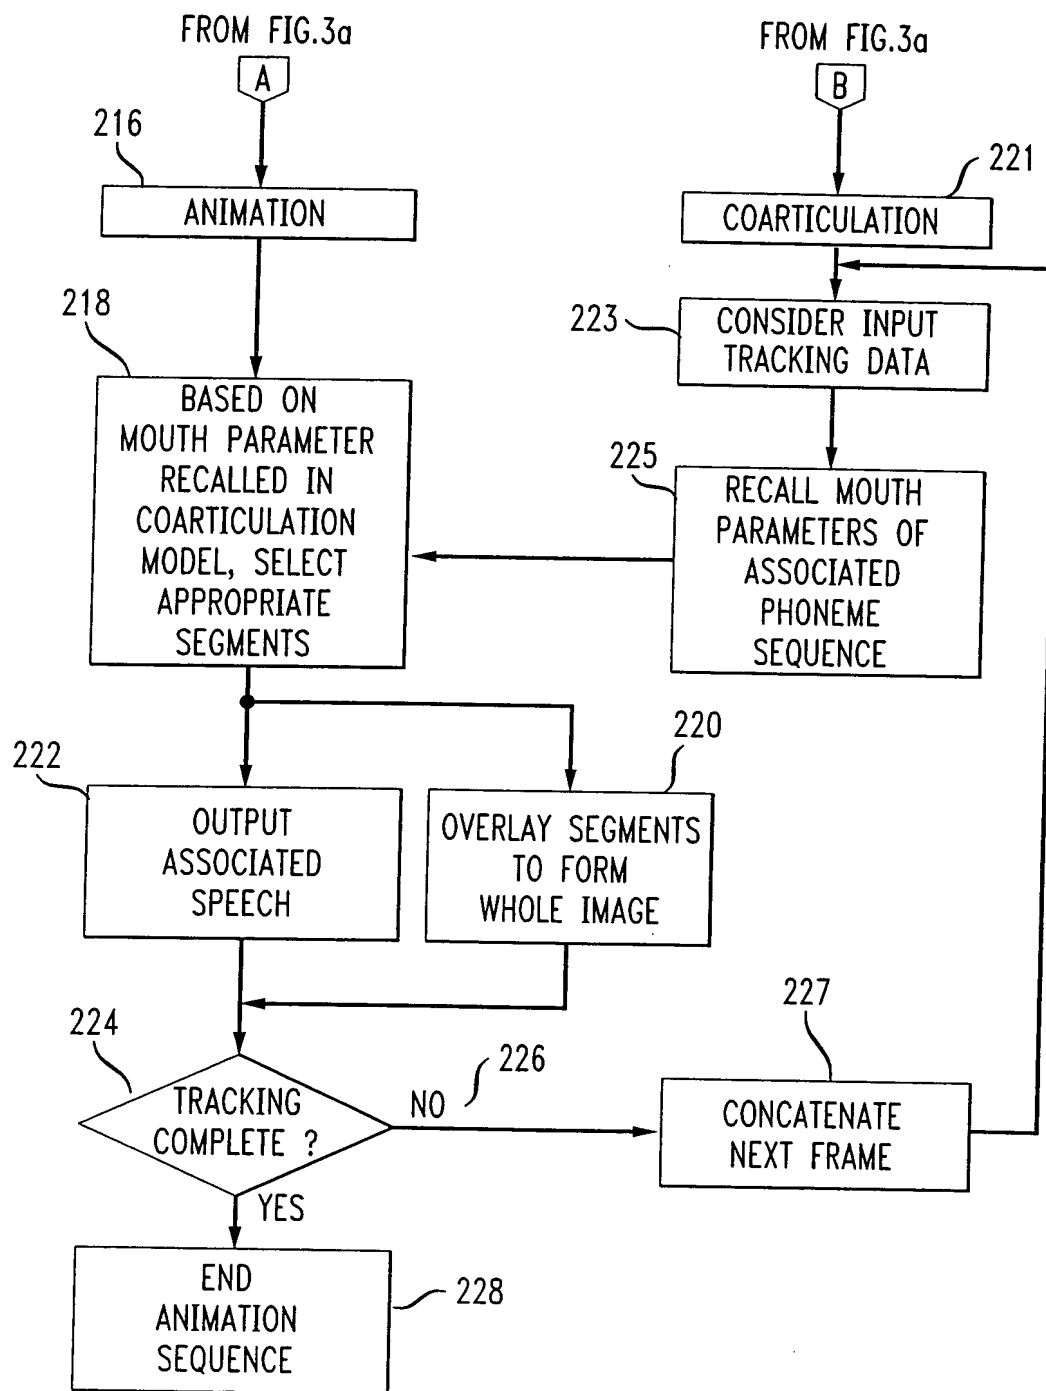 FROM FIG.3a
A
216
ANIMATION
218
BASED ON
MOUTH PARAMETER
RECALLED IN
COARTICULATION
MODEL, SELECT
APPROPRIATE
SEGMENTS
FROM FIG.3a
B
221
COARTICULATION
223
CONSIDER INPUT
TRACKING DATA
225
RECALL MOUTH
PARAMETERS OF
ASSOCIATED
PHONEME
SEQUENCE
222
OUTPUT
ASSOCIATED
SPEECH
220
OVERLAY SEGMENTS
TO FORM
WHOLE IMAGE
224
TRACKING
COMPLETE ?
NO
226
227
CONCATENATE
NEXT FRAME
YES
END
ANIMATION
SEQUENCE
228